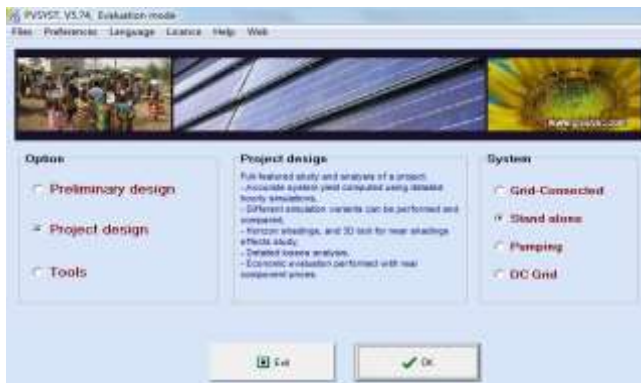 PVSYST V5.74, Evaluation mode
Files Preferences Language Licence Help Web
www.pvsyst.com
Option
Preliminary design
Project design
Tools
Project design
Full-featured study and analysis of a project.
- Accurate system yield computed using detailed
hourly simulations,
- Different simulation variants can be performed and
compared,
- Horizon shadings, and 3D tool for near shadings
effects study,
- Detailed losses analysis,
- Economic evaluation performed with real
component prices.
System
Grid-Connected
Stand alone
Pumping
DC Grid
Exit
OK